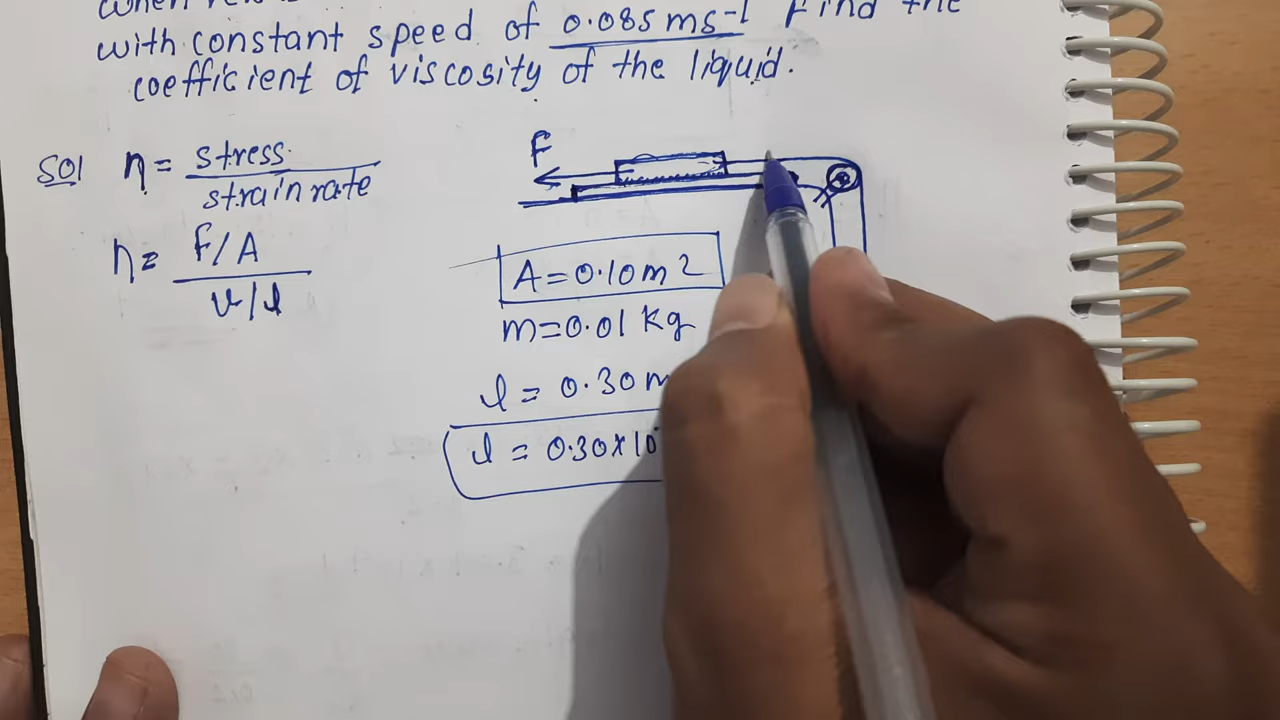 with constant speed of 0.085 ms-1 Find the
coefficient of viscosity of the liquid.
Sol η = stress / strain rate
F
η = F/A / v/l
A = 0.10 m2
m = 0.01 kg
l = 0.30 m
l = 0.30 x 10